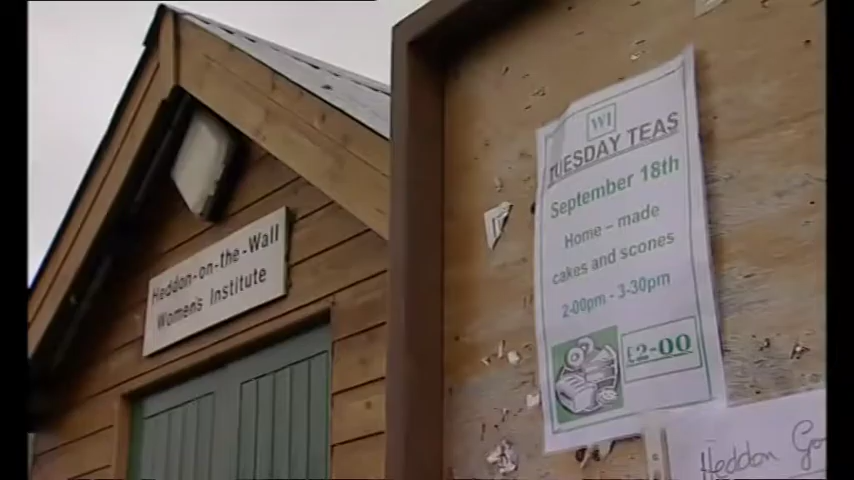 Heddon-on-the-Wall
Women's Institute
WI
TUESDAY TEAS
September 18th
Home - made
cakes and scones
2:00pm - 3:30pm
£2-00
Heddon